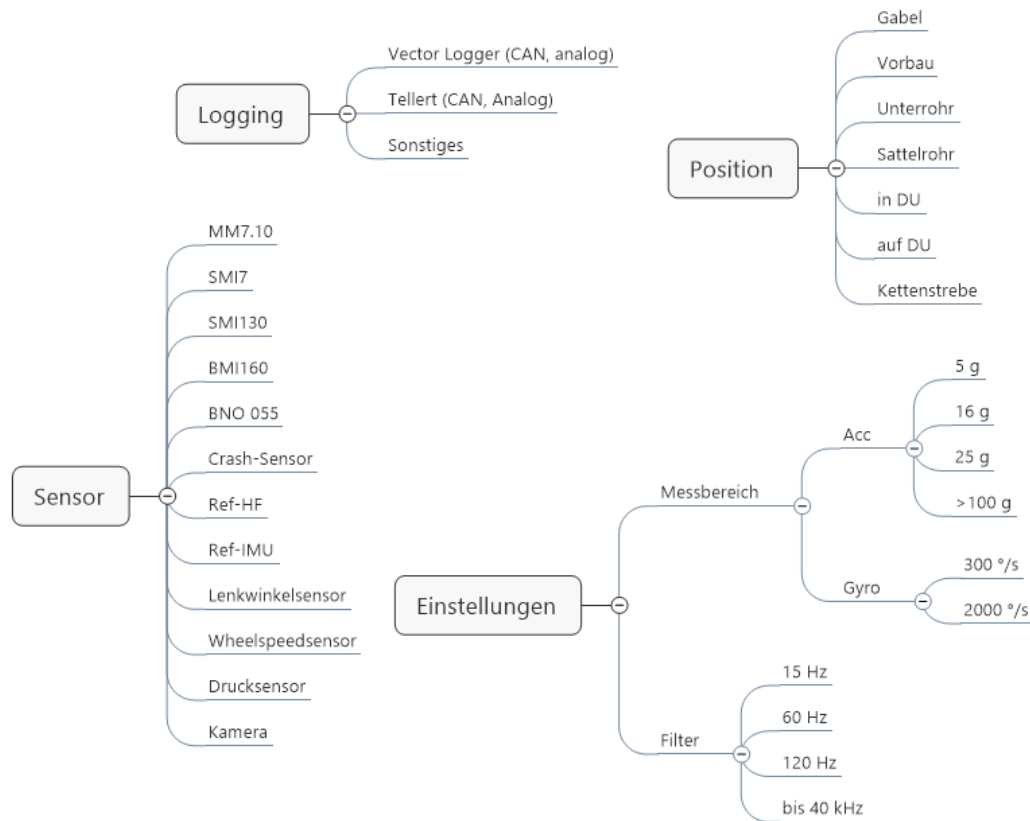 Logging
Vector Logger (CAN, analog)
Tellert (CAN, Analog)
Sonstiges
Position
Gabel
Vorbau
Unterrohr
Sattelrohr
in DU
auf DU
Kettenstrebe
Sensor
MM7.10
SMI7
SMI130
BMI160
BNO 055
Crash-Sensor
Ref-HF
Ref-IMU
Lenkwinkelsensor
Wheelspeedsensor
Drucksensor
Kamera
Einstellungen
Messbereich
Acc
5 g
16 g
25 g
>100 g
Gyro
300 °/s
2000 °/s
Filter
15 Hz
60 Hz
120 Hz
bis 40 kHz